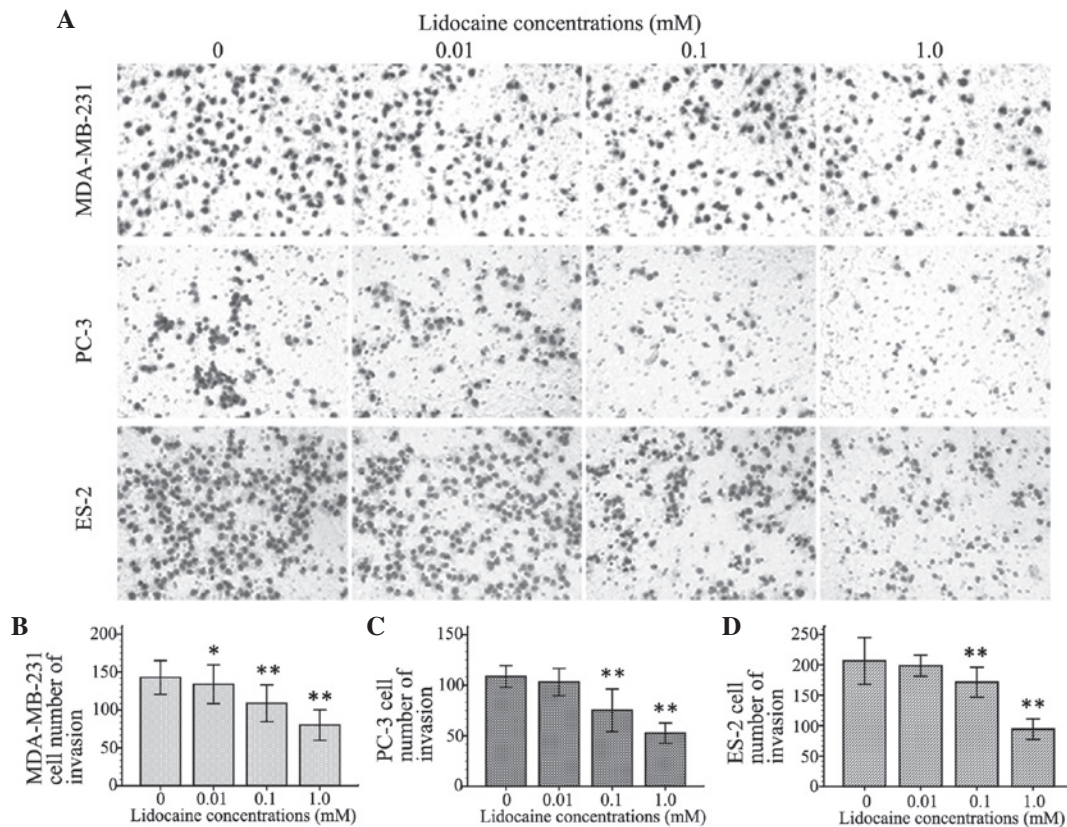 A
Lidocaine concentrations (mM)
0 0.01 0.1 1.0
MDA-MB-231
PC-3
ES-2
B
MDA-MB-231
cell number of
invasion
200
150
100
50
0
* ** **
0 0.01 0.1 1.0
Lidocaine concentrations (mM)
C
PC-3 cell
number of
invasion
150
100
50
0
** **
0 0.01 0.1 1.0
Lidocaine concentrations (mM)
D
ES-2 cell
number of
invasion
250
200
150
100
50
0
** **
0 0.01 0.1 1.0
Lidocaine concentrations (mM)